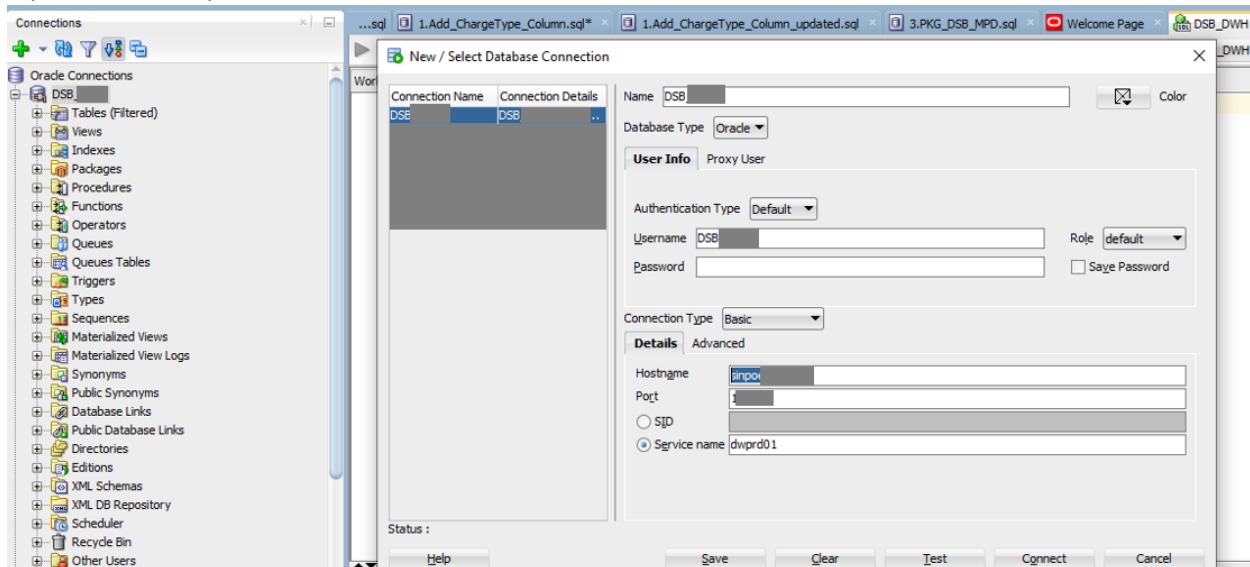 Connections
...sql 1.Add_ChargeType_Column.sql* 1.Add_ChargeType_Column_updated.sql 3.PKG_DSB_MPD.sql Welcome Page DSB_DWH
_DWH
Wor
Oracle Connections
DSB_
Tables (Filtered)
Views
Indexes
Packages
Procedures
Functions
Operators
Queues
Queues Tables
Triggers
Types
Sequences
Materialized Views
Materialized View Logs
Synonyms
Public Synonyms
Database Links
Public Database Links
Directories
Editions
XML Schemas
XML DB Repository
Scheduler
Recycle Bin
Other Users
New / Select Database Connection
Connection Name Connection Details
DSB DSB ..
Name DSB_ Color
Database Type Oracle
User Info Proxy User
Authentication Type Default
Username DSB Role default
Password Save Password
Connection Type Basic
Details Advanced
Hostname
Port 1
SID
Service name dwprd01
Status :
Help Save Clear Test Connect Cancel